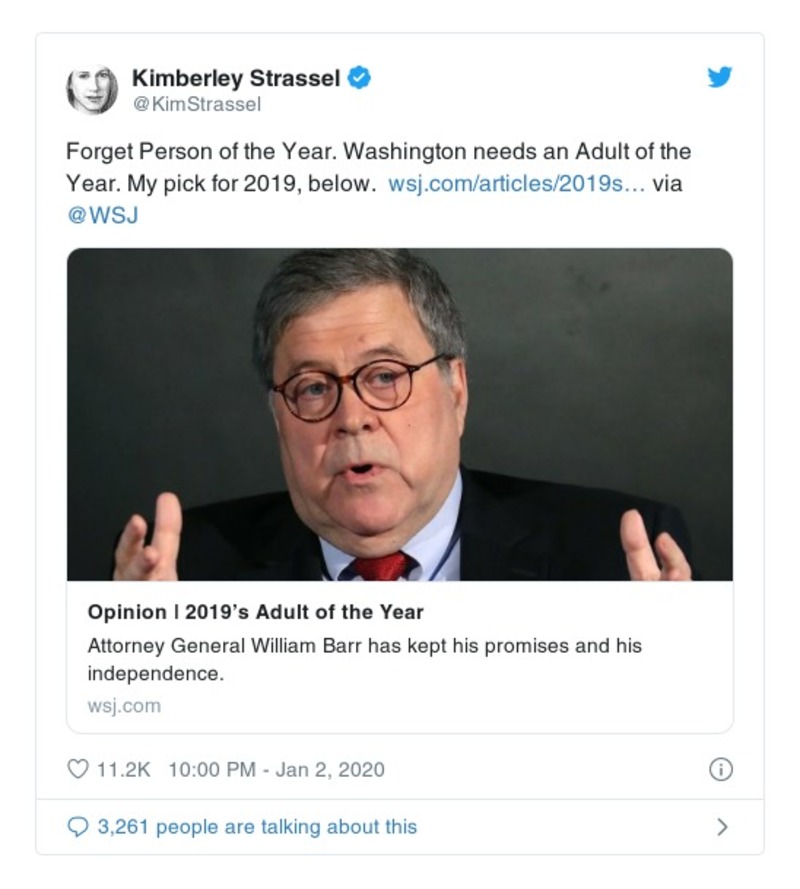 Kimberley Strassel
@KimStrassel
Forget Person of the Year. Washington needs an Adult of the
Year. My pick for 2019, below. wsj.com/articles/2019s… via
@WSJ
Opinion | 2019’s Adult of the Year
Attorney General William Barr has kept his promises and his
independence.
wsj.com
11.2K 10:00 PM - Jan 2, 2020
3,261 people are talking about this